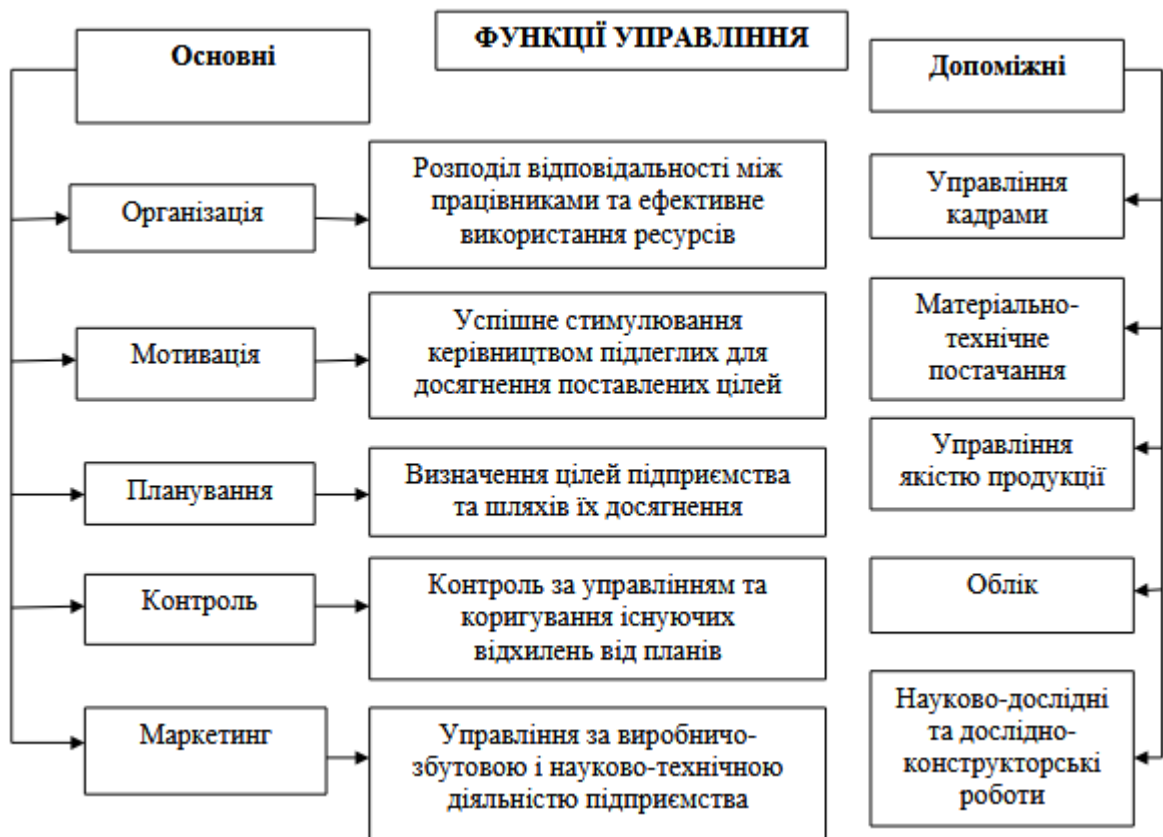 ФУНКЦІЇ УПРАВЛІННЯ
Основні
Допоміжні
Організація
Розподіл відповідальності між
працівниками та ефективне
використання ресурсів
Управління
кадрами
Мотивація
Успішне стимулювання
керівництвом підлеглих для
досягнення поставлених цілей
Матеріально-
технічне
постачання
Планування
Визначення цілей підприємства
та шляхів їх досягнення
Управління
якістю продукції
Контроль
Контроль за управлінням та
коригування існуючих
відхилень від планів
Облік
Маркетинг
Управління за виробничо-
збутовою і науково-технічною
діяльністю підприємства
Науково-дослідні
та дослідно-
конструкторські
роботи